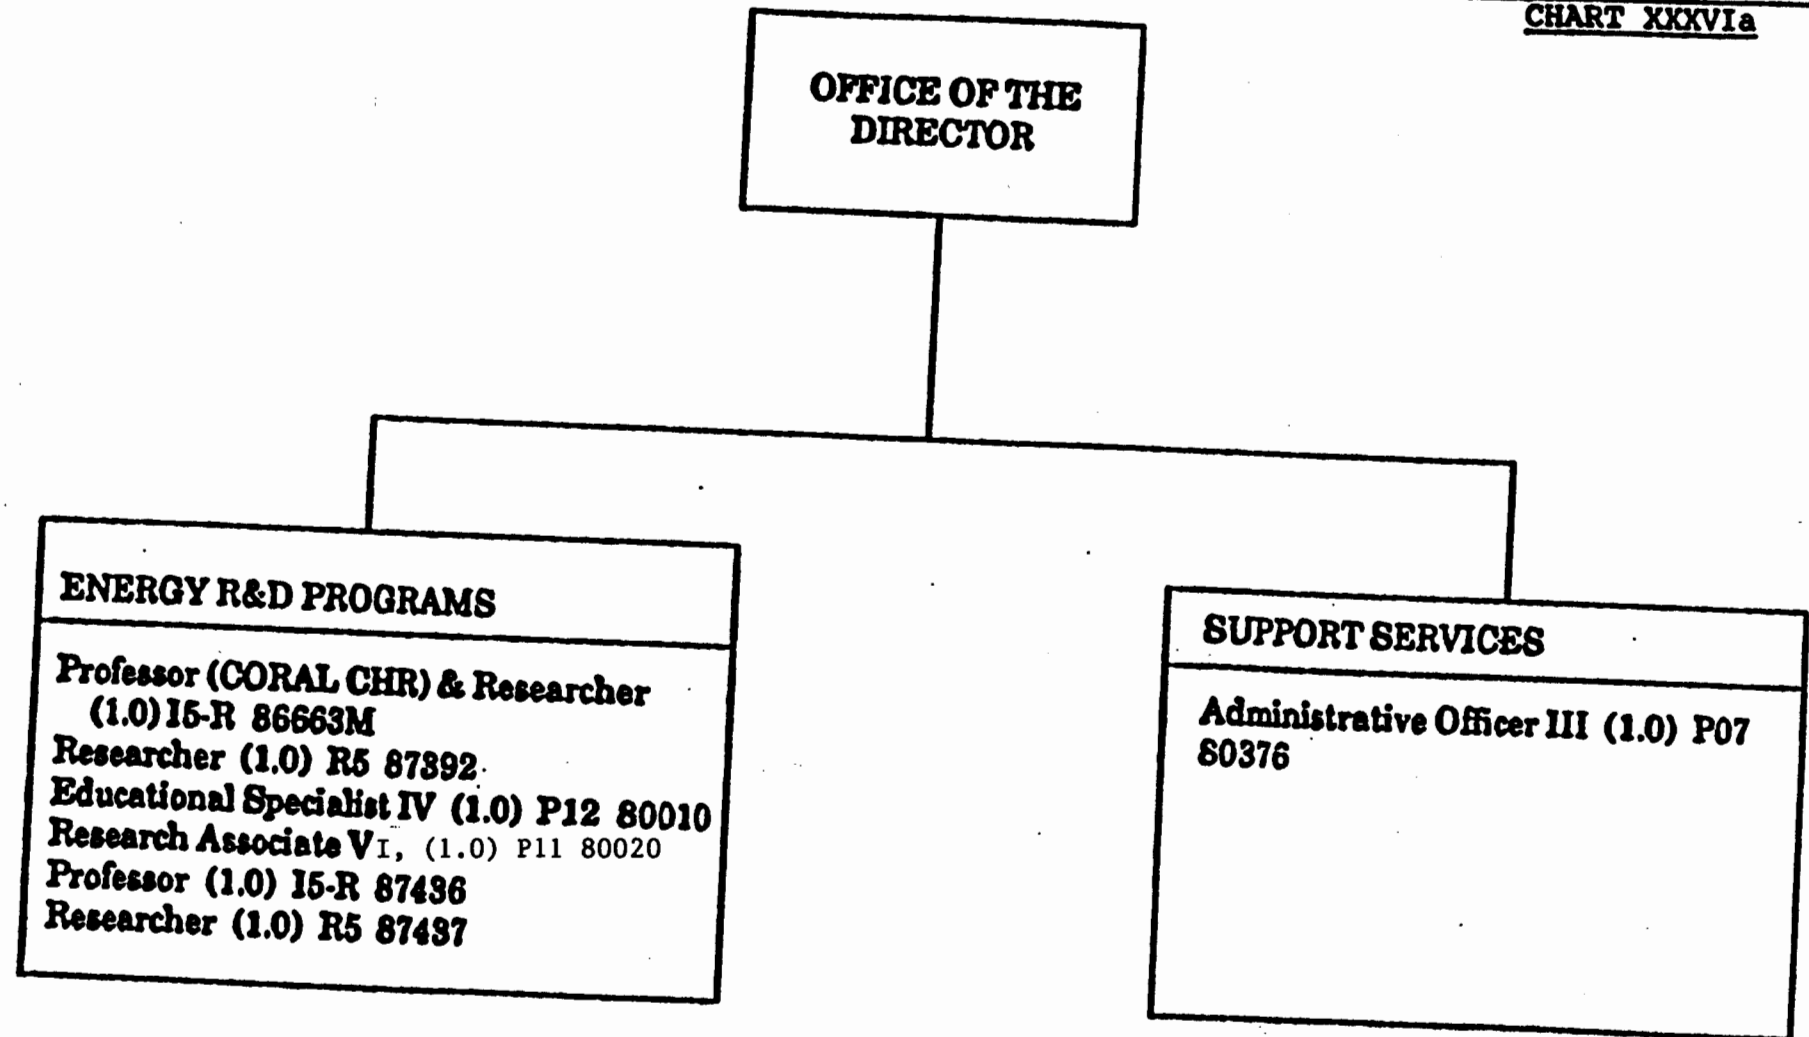 CHART XXXVIa
OFFICE OF THE
DIRECTOR
ENERGY R&D PROGRAMS
Professor (CORAL CHR) & Researcher
(1.0) I5-R 86663M
Researcher (1.0) R5 87392
Educational Specialist IV (1.0) P12 80010
Research Associate VI, (1.0) P11 80020
Professor (1.0) I5-R 87436
Researcher (1.0) R5 87437
SUPPORT SERVICES
Administrative Officer III (1.0) P07
80376